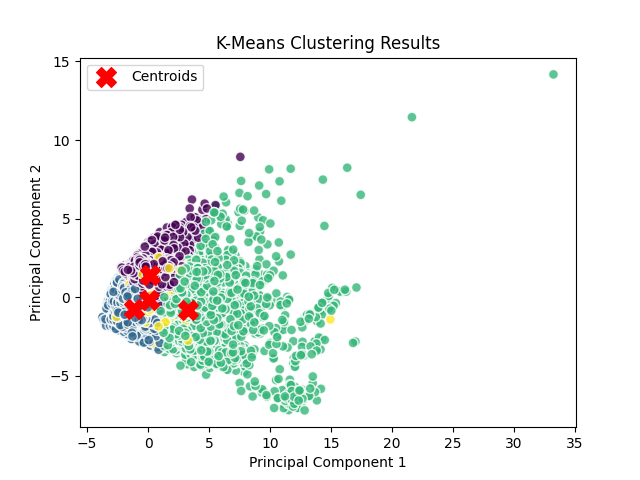 K-Means Clustering Results
Centroids
15
10
5
0
−5
Principal Component 2
−5 0 5 10 15 20 25 30 35
Principal Component 1